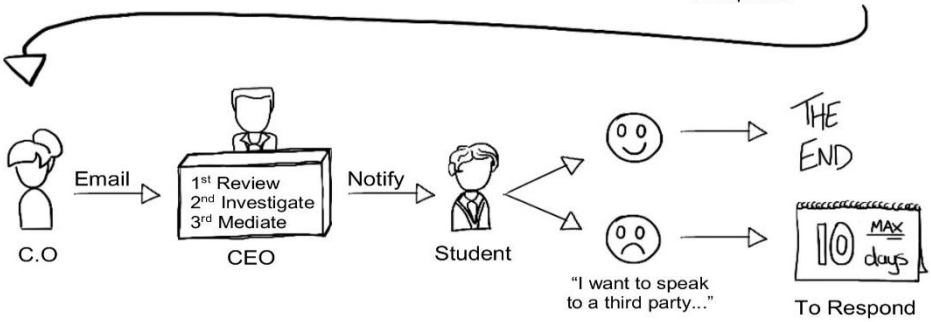 Email
1st Review
2nd Investigate
3rd Mediate
Notify
THE
END
C.O
CEO
Student
10 MAX
days
"I want to speak
to a third party..."
To Respond